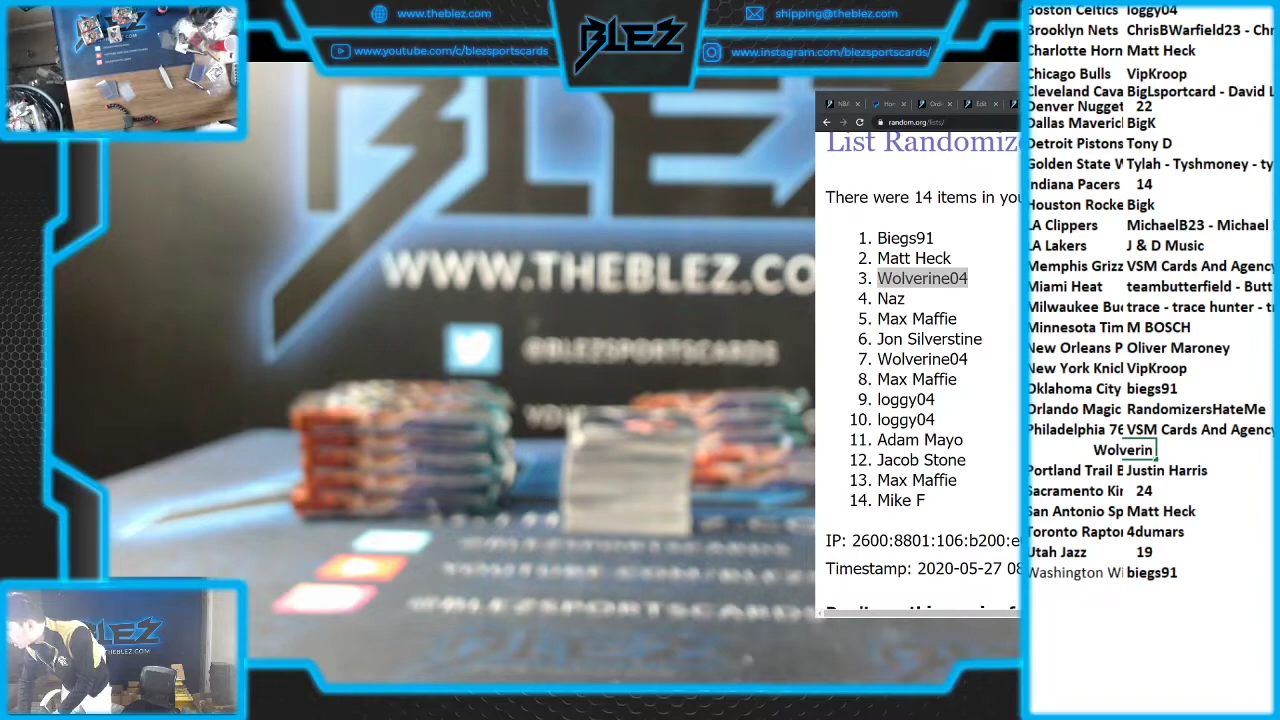 www.theblez.com
www.youtube.com/c/blezsportscards
BLEZ
shipping@theblez.com
www.instagram.com/blezsportscards/
BLEZ
WWW.THEBLEZ.CO
@BLEZSPORTSCARDS
random.org/lists/
List Randomize
There were 14 items in you
1. Biegs91
2. Matt Heck
3. Wolverine04
4. Naz
5. Max Maffie
6. Jon Silverstine
7. Wolverine04
8. Max Maffie
9. loggy04
10. loggy04
11. Adam Mayo
12. Jacob Stone
13. Max Maffie
14. Mike F
IP: 2600:8801:106:b200:e
Timestamp: 2020-05-27 08
Boston Celtics loggy04
Brooklyn Nets ChrisBWarfield23 - Chr
Charlotte Horn Matt Heck
Chicago Bulls VipKroop
Cleveland Cava BigLsportcard - David L
Denver Nugget 22
Dallas Maveric BigK
Detroit Pistons Tony D
Golden State V Tylah - Tyshmoney - ty
Indiana Pacers 14
Houston Rocke Bigk
LA Clippers MichaelB23 - Michael
LA Lakers J & D Music
Memphis Grizz VSM Cards And Agency
Miami Heat teambutterfield - Butt
Milwaukee Bu trace - trace hunter - t
Minnesota Tim M BOSCH
New Orleans P Oliver Maroney
New York Knicl VipKroop
Oklahoma City biegs91
Orlando Magic RandomizersHateMe
Philadelphia 76 VSM Cards And Agency
Wolverin
Portland Trail B Justin Harris
Sacramento Kin 24
San Antonio Sp Matt Heck
Toronto Rapto 4dumars
Utah Jazz 19
Washington Wi biegs91
BLEZ